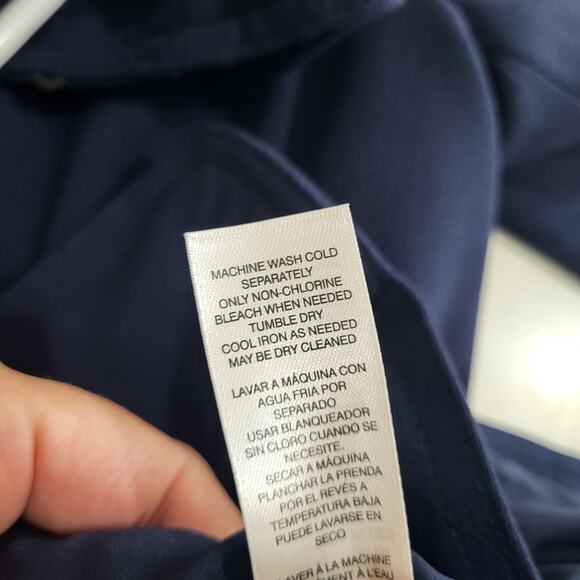 MACHINE WASH COLD
SEPARATELY
ONLY NON-CHLORINE
BLEACH WHEN NEEDED
TUMBLE DRY
COOL IRON AS NEEDED
MAY BE DRY CLEANED
LAVAR A MÁQUINA CON
AGUA FRIA POR
SEPARADO
USAR BLANQUEADOR
SIN CLORO CUANDO SE
NECESITE.
SECAR A MÁQUINA
PLANCHAR LA PRENDA
POR EL REVÉS A
TEMPERATURA BAJA
PUEDE LAVARSE EN
SECO
LAVER À LA MACHINE
À L'EAU